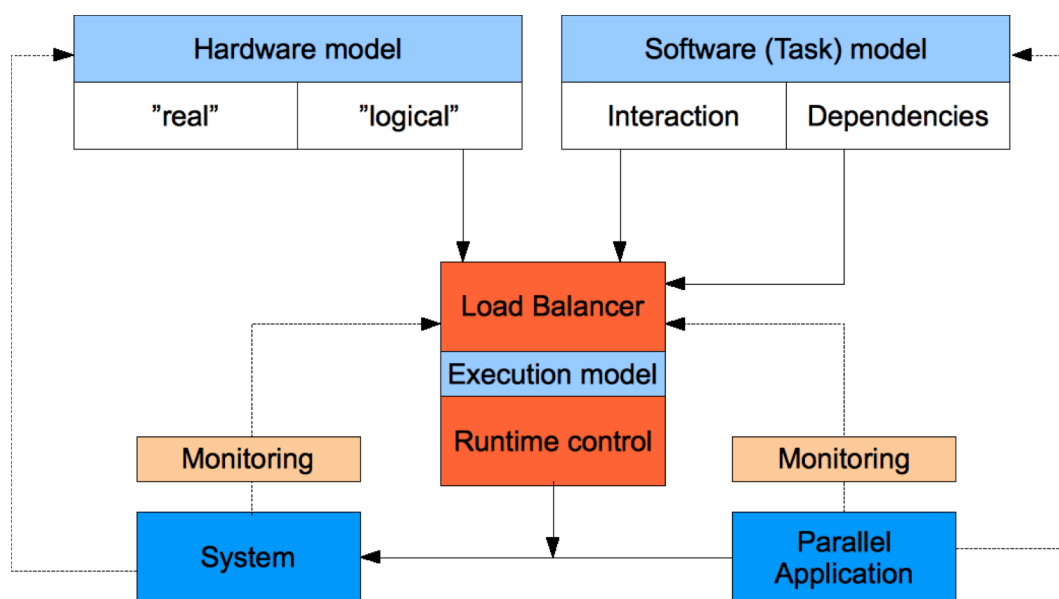 Hardware model
Software (Task) model
”real”
”logical”
Interaction
Dependencies
Load Balancer
Execution model
Runtime control
Monitoring
Monitoring
System
Parallel
Application